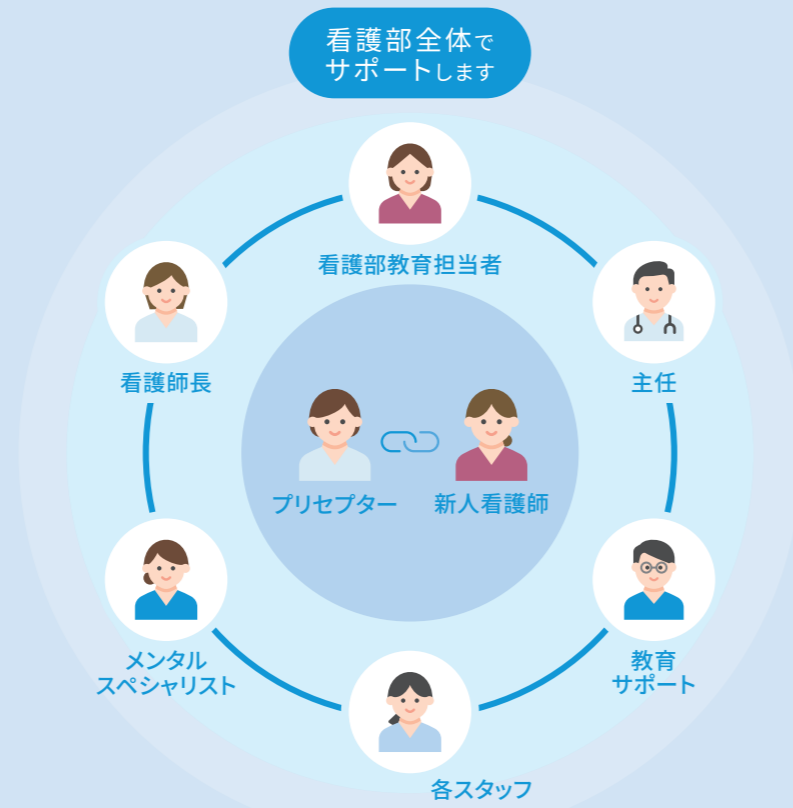 看護部全体で
サポートします
看護部教育担当者
看護師長
主任
プリセプター
新人看護師
メンタル
スペシャリスト
教育
サポート
各スタッフ